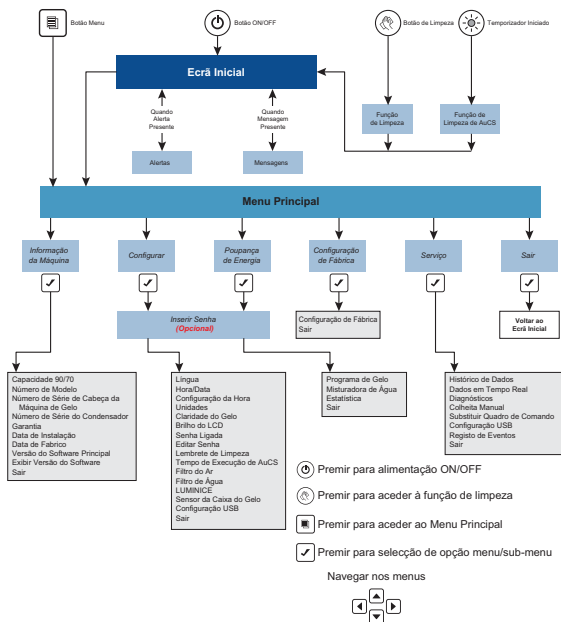 Botão Menu
Botão ON/OFF
Botão de Limpeza
Temporizador Iniciado
Ecrã Inicial
Quando
Alerta
Presente
Quando
Mensagem
Presente
Função
de Limpeza
Função de
Limpeza de AuCS
Alertas
Mensagens
Menu Principal
Informação
da Máquina
Configurar
Poupança
de Energia
Configuração
de Fábrica
Serviço
Sair
Inserir Senha
(Opcional)
Configuração de Fábrica
Sair
Voltar ao
Ecrã Inicial
Capacidade 90/70
Número de Modelo
Número de Série de Cabeça da
Máquina de Gelo
Número de Série do Condensador
Garantia
Data de Instalação
Data de Fabrico
Versão do Software Principal
Exibir Versão do Software
Sair
Língua
Hora/Data
Configuração da Hora
Unidades
Claridade do Gelo
Brilho do LCD
Senha Ligada
Editar Senha
Lembrete de Limpeza
Tempo de Execução de AuCS
Filtro do Ar
Filtro de Água
LUMINICE
Sensor da Caixa do Gelo
Configuração USB
Sair
Programa de Gelo
Misturadora de Água
Estatística
Sair
Histórico de Dados
Dados em Tempo Real
Diagnósticos
Colheita Manual
Substituir Quadro de Comando
Configuração USB
Registo de Eventos
Sair
Premir para alimentação ON/OFF
Premir para aceder à função de limpeza
Premir para aceder ao Menu Principal
Premir para selecção de opção menu/sub-menu
Navegar nos menus